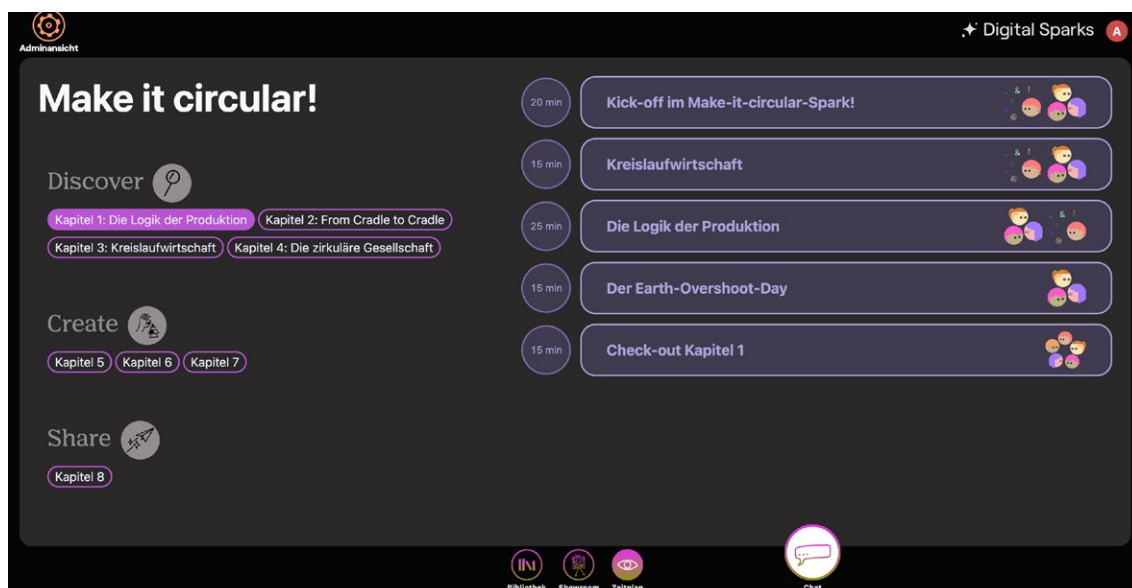 Adminansicht
Digital Sparks
A
Make it circular!
Discover
Kapitel 1: Die Logik der Produktion
Kapitel 2: From Cradle to Cradle
Kapitel 3: Kreislaufwirtschaft
Kapitel 4: Die zirkuläre Gesellschaft
Create
Kapitel 5
Kapitel 6
Kapitel 7
Share
Kapitel 8
20 min
Kick-off im Make-it-circular-Spark!
15 min
Kreislaufwirtschaft
25 min
Die Logik der Produktion
15 min
Der Earth-Overshoot-Day
15 min
Check-out Kapitel 1
Bibliothek
Showroom
Zeitplan
Chat